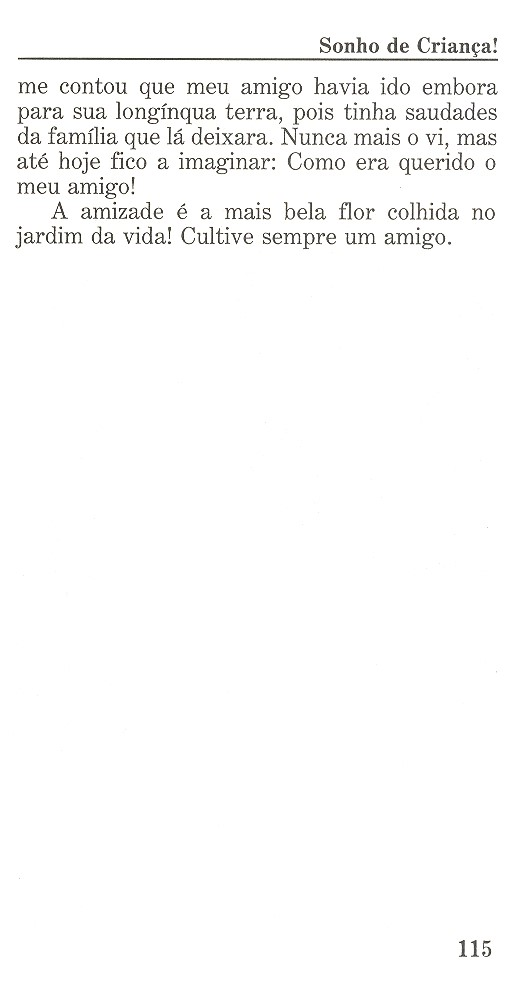 Sonho de Criança!
me contou que meu amigo havia ido embora
para sua longínqua terra, pois tinha saudades
da família que lá deixara. Nunca mais o vi, mas
até hoje fico a imaginar: Como era querido o
meu amigo!
A amizade é a mais bela flor colhida no
jardim da vida! Cultive sempre um amigo.
115